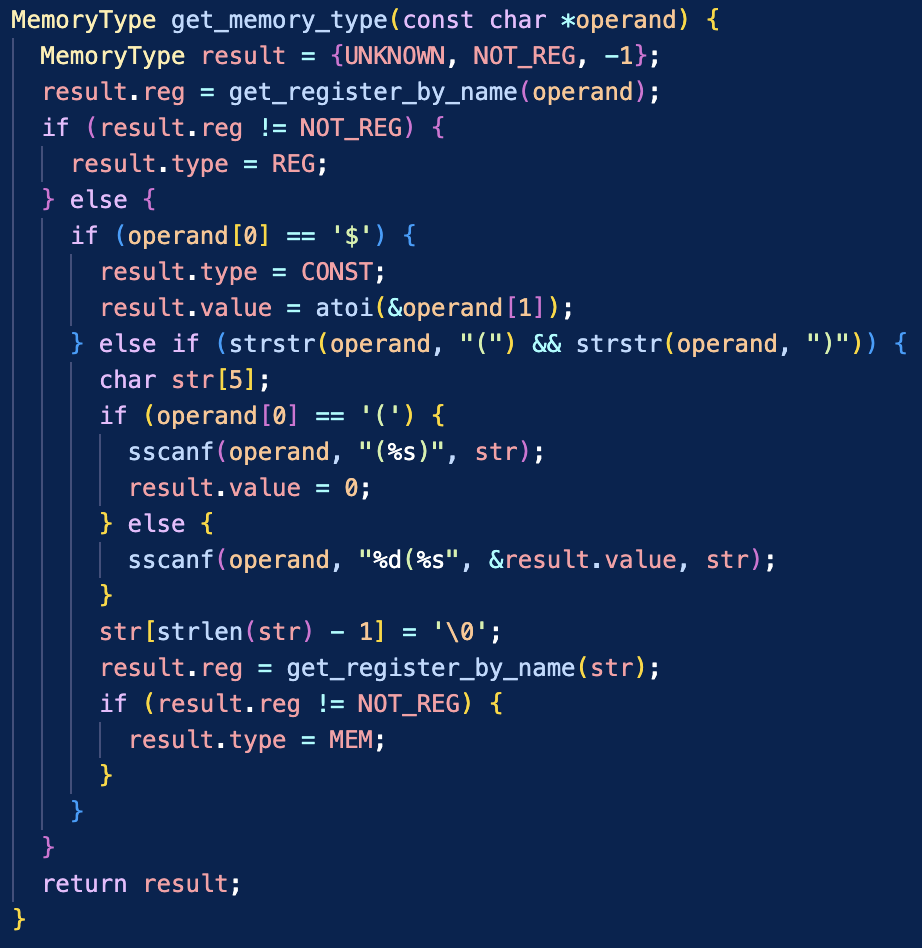 MemoryType get_memory_type(const char *operand) {
  MemoryType result = {UNKNOWN, NOT_REG, -1};
  result.reg = get_register_by_name(operand);
  if (result.reg != NOT_REG) {
    result.type = REG;
  } else {
    if (operand[0] == '$') {
      result.type = CONST;
      result.value = atoi(&operand[1]);
    } else if (strstr(operand, "(") && strstr(operand, ")")) {
      char str[5];
      if (operand[0] == '(') {
        sscanf(operand, "(%s)", str);
        result.value = 0;
      } else {
        sscanf(operand, "%d(%s", &result.value, str);
      }
      str[strlen(str) - 1] = '\0';
      result.reg = get_register_by_name(str);
      if (result.reg != NOT_REG) {
        result.type = MEM;
      }
    }
  }
  return result;
}